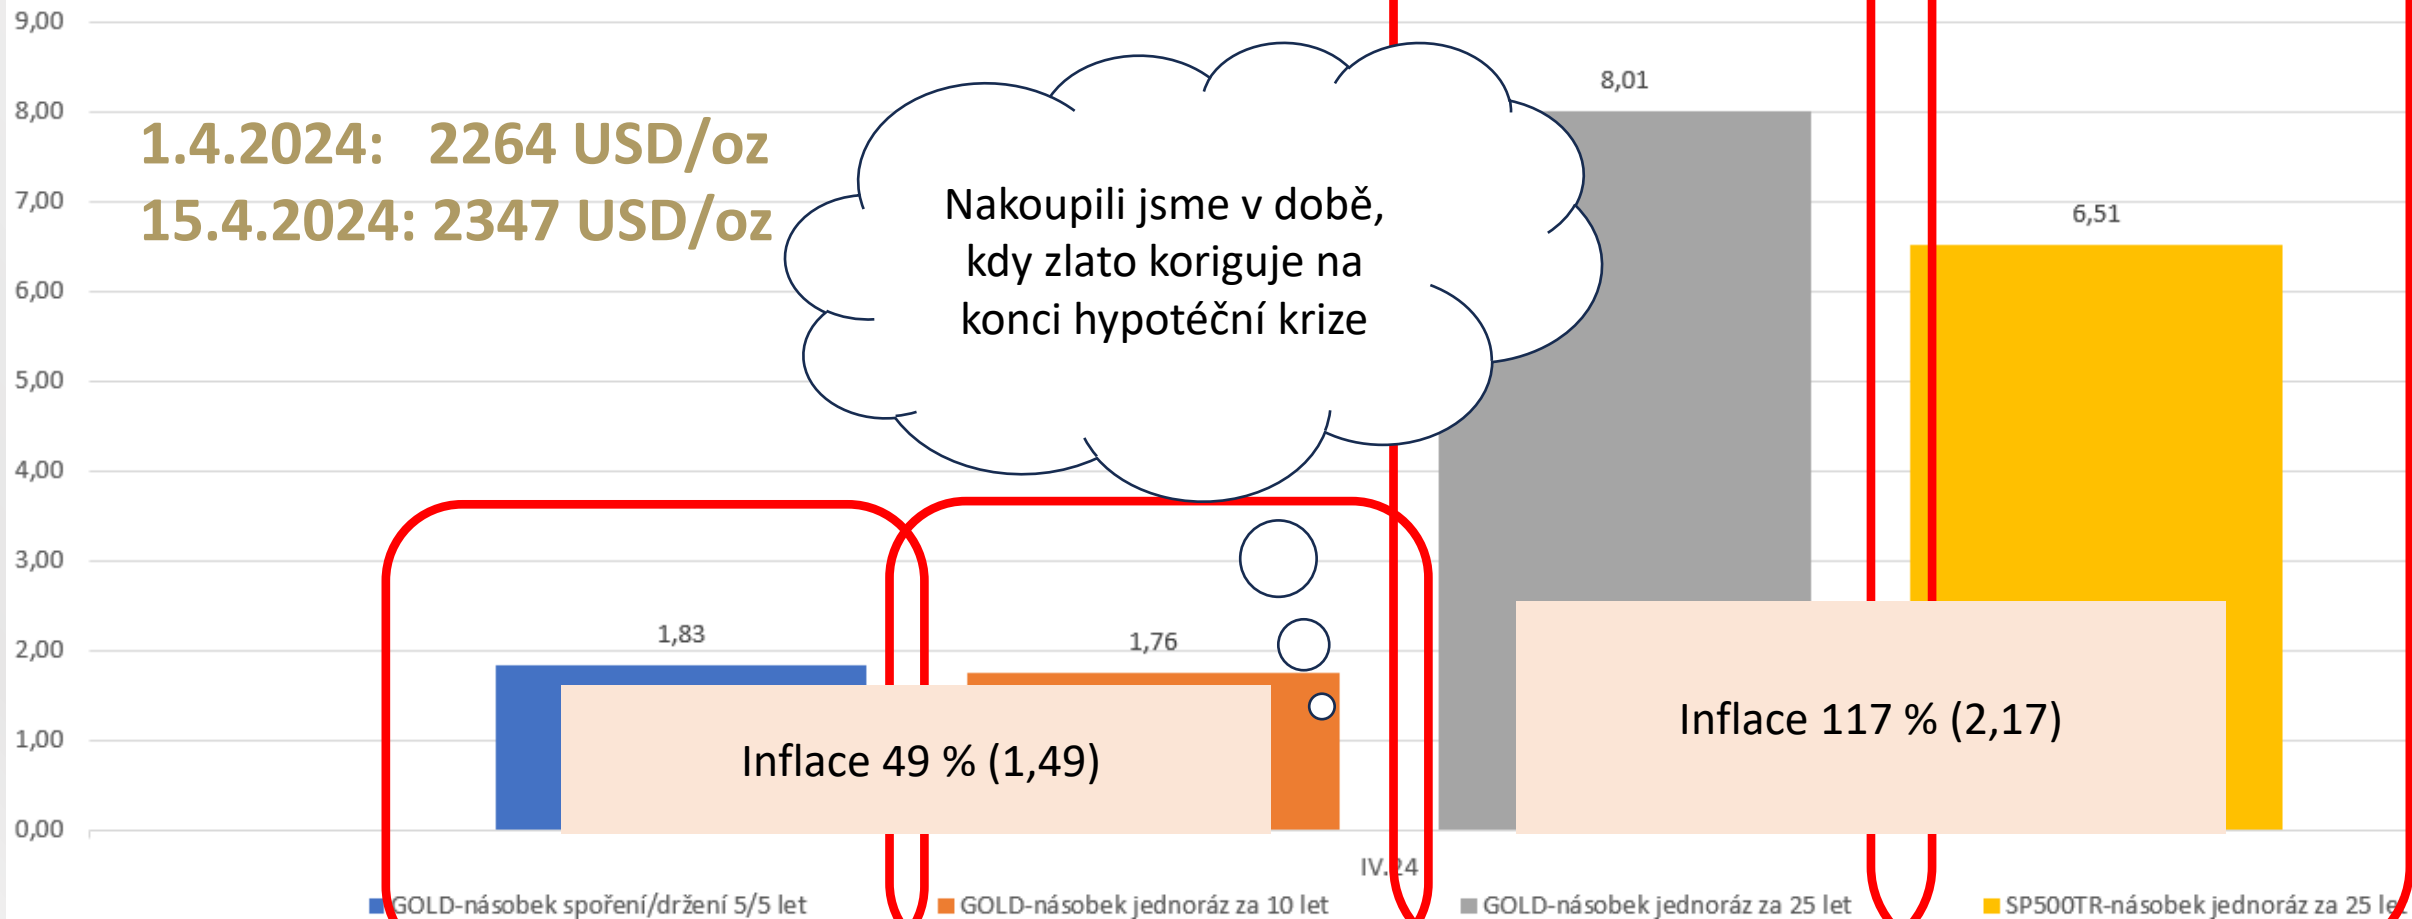 9,00
8,00
7,00
6,00
5,00
4,00
3,00
2,00
1,00
0,00
1.4.2024: 2264 USD/oz
15.4.2024: 2347 USD/oz
Nakoupili jsme v době,
kdy zlato koriguje na
konci hypotéční krize
8,01
6,51
1,83
1,76
Inflace 49 % (1,49)
Inflace 117 % (2,17)
IV.24
GOLD-násobek spoření/držení 5/5 let
GOLD-násobek jednoráz za 10 let
GOLD-násobek jednoráz za 25 let
SP500TR-násobek jednoráz za 25 let